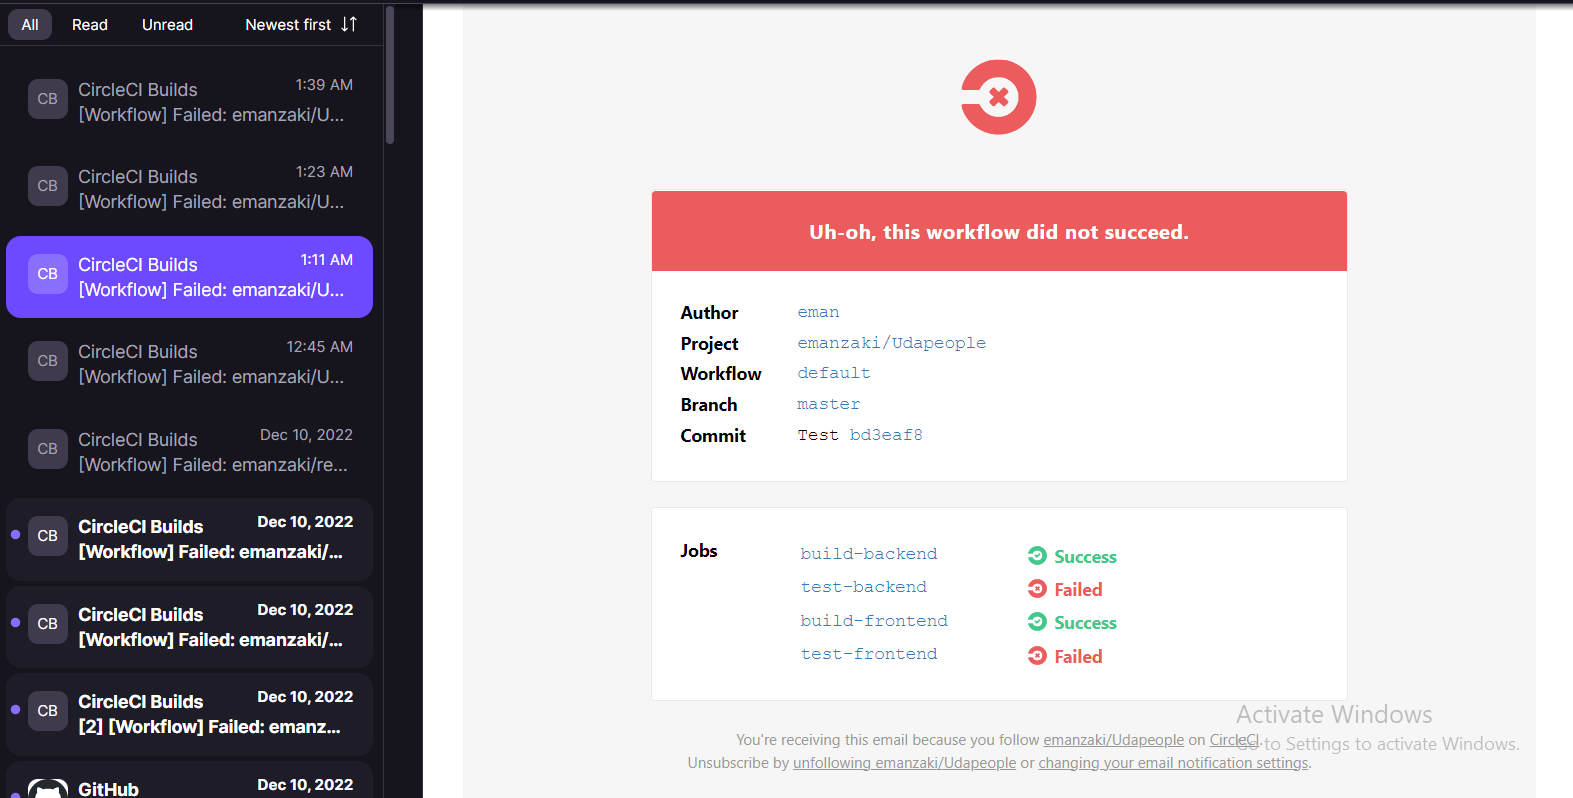 All Read Unread Newest first
CB CircleCI Builds 1:39 AM
[Workflow] Failed: emanzaki/U...
CB CircleCI Builds 1:23 AM
[Workflow] Failed: emanzaki/U...
CB CircleCI Builds 1:11 AM
[Workflow] Failed: emanzaki/U...
CB CircleCI Builds 12:45 AM
[Workflow] Failed: emanzaki/U...
CB CircleCI Builds Dec 10, 2022
[Workflow] Failed: emanzaki/re...
CB CircleCI Builds Dec 10, 2022
[Workflow] Failed: emanzaki/...
CB CircleCI Builds Dec 10, 2022
[Workflow] Failed: emanzaki/...
CB CircleCI Builds Dec 10, 2022
[2] [Workflow] Failed: emanz...
GitHub Dec 10, 2022
Uh-oh, this workflow did not succeed.
Author eman
Project emanzaki/Udapeople
Workflow default
Branch master
Commit Test bd3eaf8
Jobs build-backend Success
test-backend Failed
build-frontend Success
test-frontend Failed
You're receiving this email because you follow emanzaki/Udapeople on CircleCI.
Unsubscribe by unfollowing emanzaki/Udapeople or changing your email notification settings.
Activate Windows
Go to Settings to activate Windows.